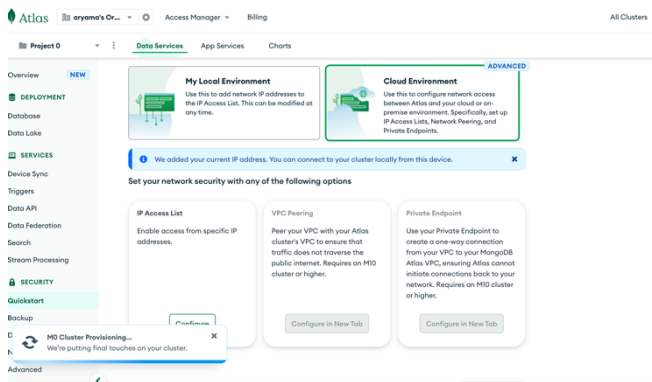 Atlas
aryama's Or...
Access Manager
Billing
All Clusters
Project 0
Data Services
App Services
Charts
Overview
NEW
DEPLOYMENT
Database
Data Lake
SERVICES
Device Sync
Triggers
Data API
Data Federation
Search
Stream Processing
SECURITY
Quickstart
Backup
D
N
Advanced
My Local Environment
Use this to add network IP addresses to
the IP Access List. This can be modified at
any time.
ADVANCED
Cloud Environment
Use this to configure network access
between Atlas and your cloud or on-
premise environment. Specifically, set up
IP Access Lists, Network Peering, and
Private Endpoints.
We added your current IP address. You can connect to your cluster locally from this device.
Set your network security with any of the following options
IP Access List
Enable access from specific IP
addresses.
Configure
VPC Peering
Peer your VPC with your Atlas
cluster's VPC to ensure that
traffic does not traverse the
public internet. Requires an M10
cluster or higher.
Configure in New Tab
Private Endpoint
Use your Private Endpoint to
create a one-way connection
from your VPC to your MongoDB
Atlas VPC, ensuring Atlas cannot
initiate connections back to your
network. Requires an M10 cluster
or higher.
Configure in New Tab
M0 Cluster Provisioning...
We're putting final touches on your cluster.